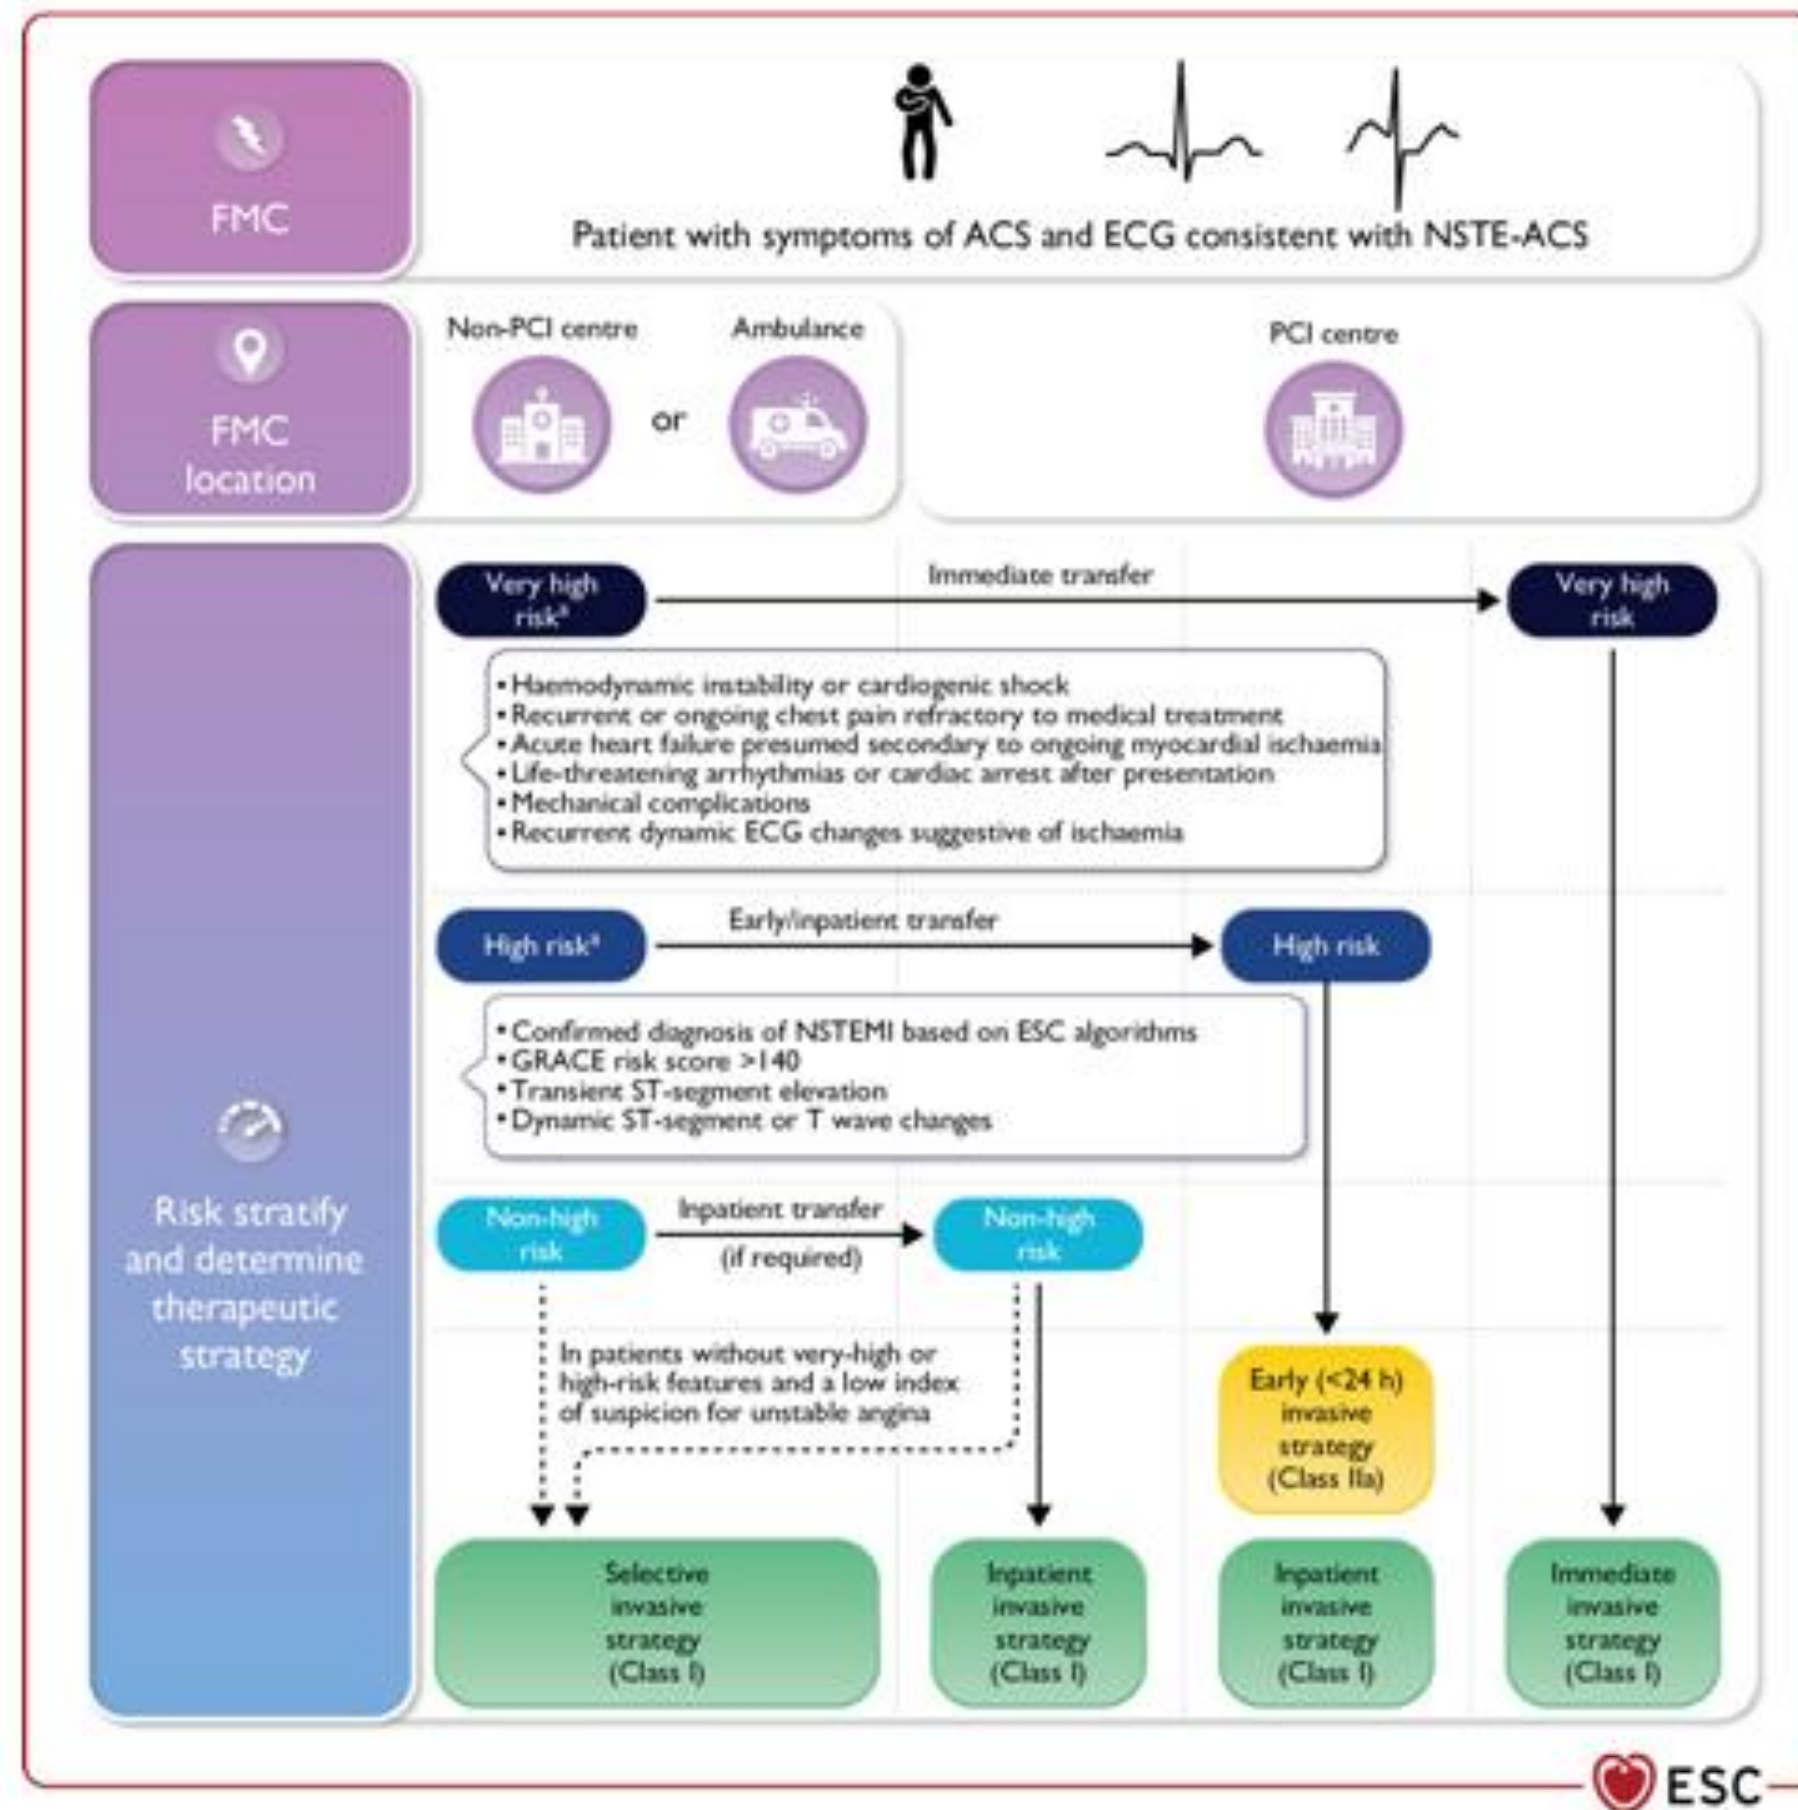 FMC
Patient with symptoms of ACS and ECG consistent with NSTE-ACS
FMC
location
Non-PCI centre
or
Ambulance
PCI centre
Risk stratify
and determine
therapeutic
strategy
Very high
riskª
Immediate transfer
Very high
risk
• Haemodynamic instability or cardiogenic shock
• Recurrent or ongoing chest pain refractory to medical treatment
• Acute heart failure presumed secondary to ongoing myocardial ischaemia
• Life-threatening arrhythmias or cardiac arrest after presentation
• Mechanical complications
• Recurrent dynamic ECG changes suggestive of ischaemia
High riskª
Early/inpatient transfer
High risk
• Confirmed diagnosis of NSTEMI based on ESC algorithms
• GRACE risk score >140
• Transient ST-segment elevation
• Dynamic ST-segment or T wave changes
Non-high
risk
Inpatient transfer
(if required)
Non-high
risk
In patients without very-high or
high-risk features and a low index
of suspicion for unstable angina
Early (<24 h)
invasive
strategy
(Class IIa)
Selective
invasive
strategy
(Class I)
Inpatient
invasive
strategy
(Class I)
Inpatient
invasive
strategy
(Class I)
Immediate
invasive
strategy
(Class I)
ESC